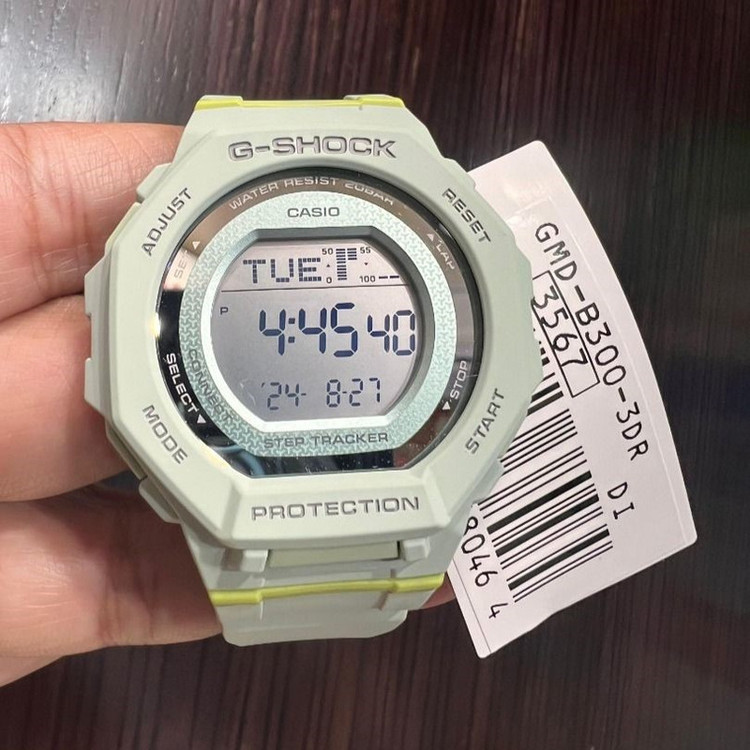 G-SHOCK
WATER RESIST 20BAR
CASIO
ADJUST
RESET
SET
LAP
TUE
50
55
0
100
P
4:45 40
'24- 8-27
CONNECT
SELECT
STOP
MODE
START
STEP TRACKER
PROTECTION
GMD-B300-3DR DI
3567
8046 4